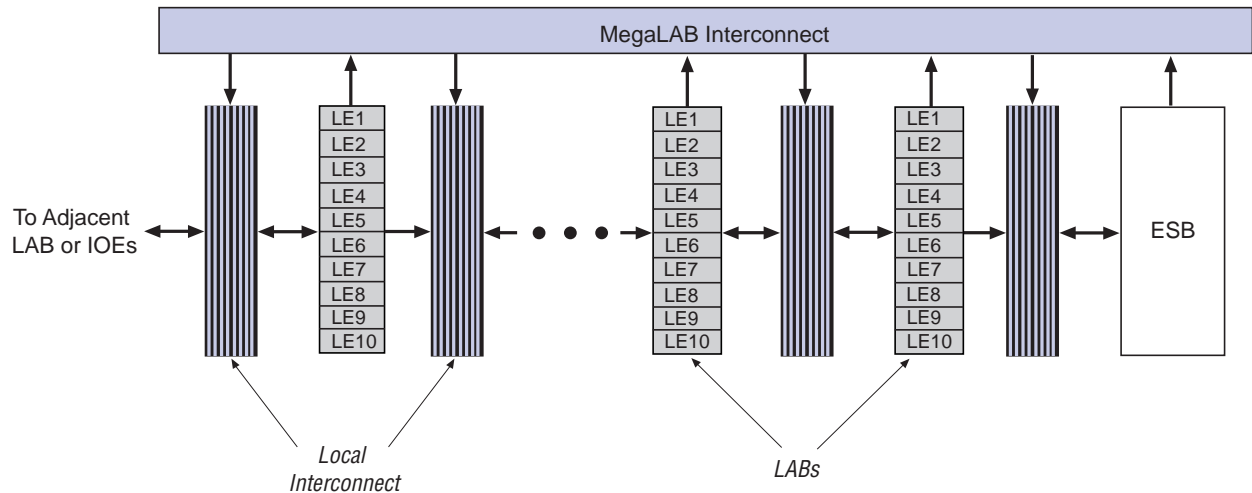 MegaLAB Interconnect
To Adjacent
LAB or IOEs
LE1
LE2
LE3
LE4
LE5
LE6
LE7
LE8
LE9
LE10
LE1
LE2
LE3
LE4
LE5
LE6
LE7
LE8
LE9
LE10
LE1
LE2
LE3
LE4
LE5
LE6
LE7
LE8
LE9
LE10
ESB
Local
Interconnect
LABs